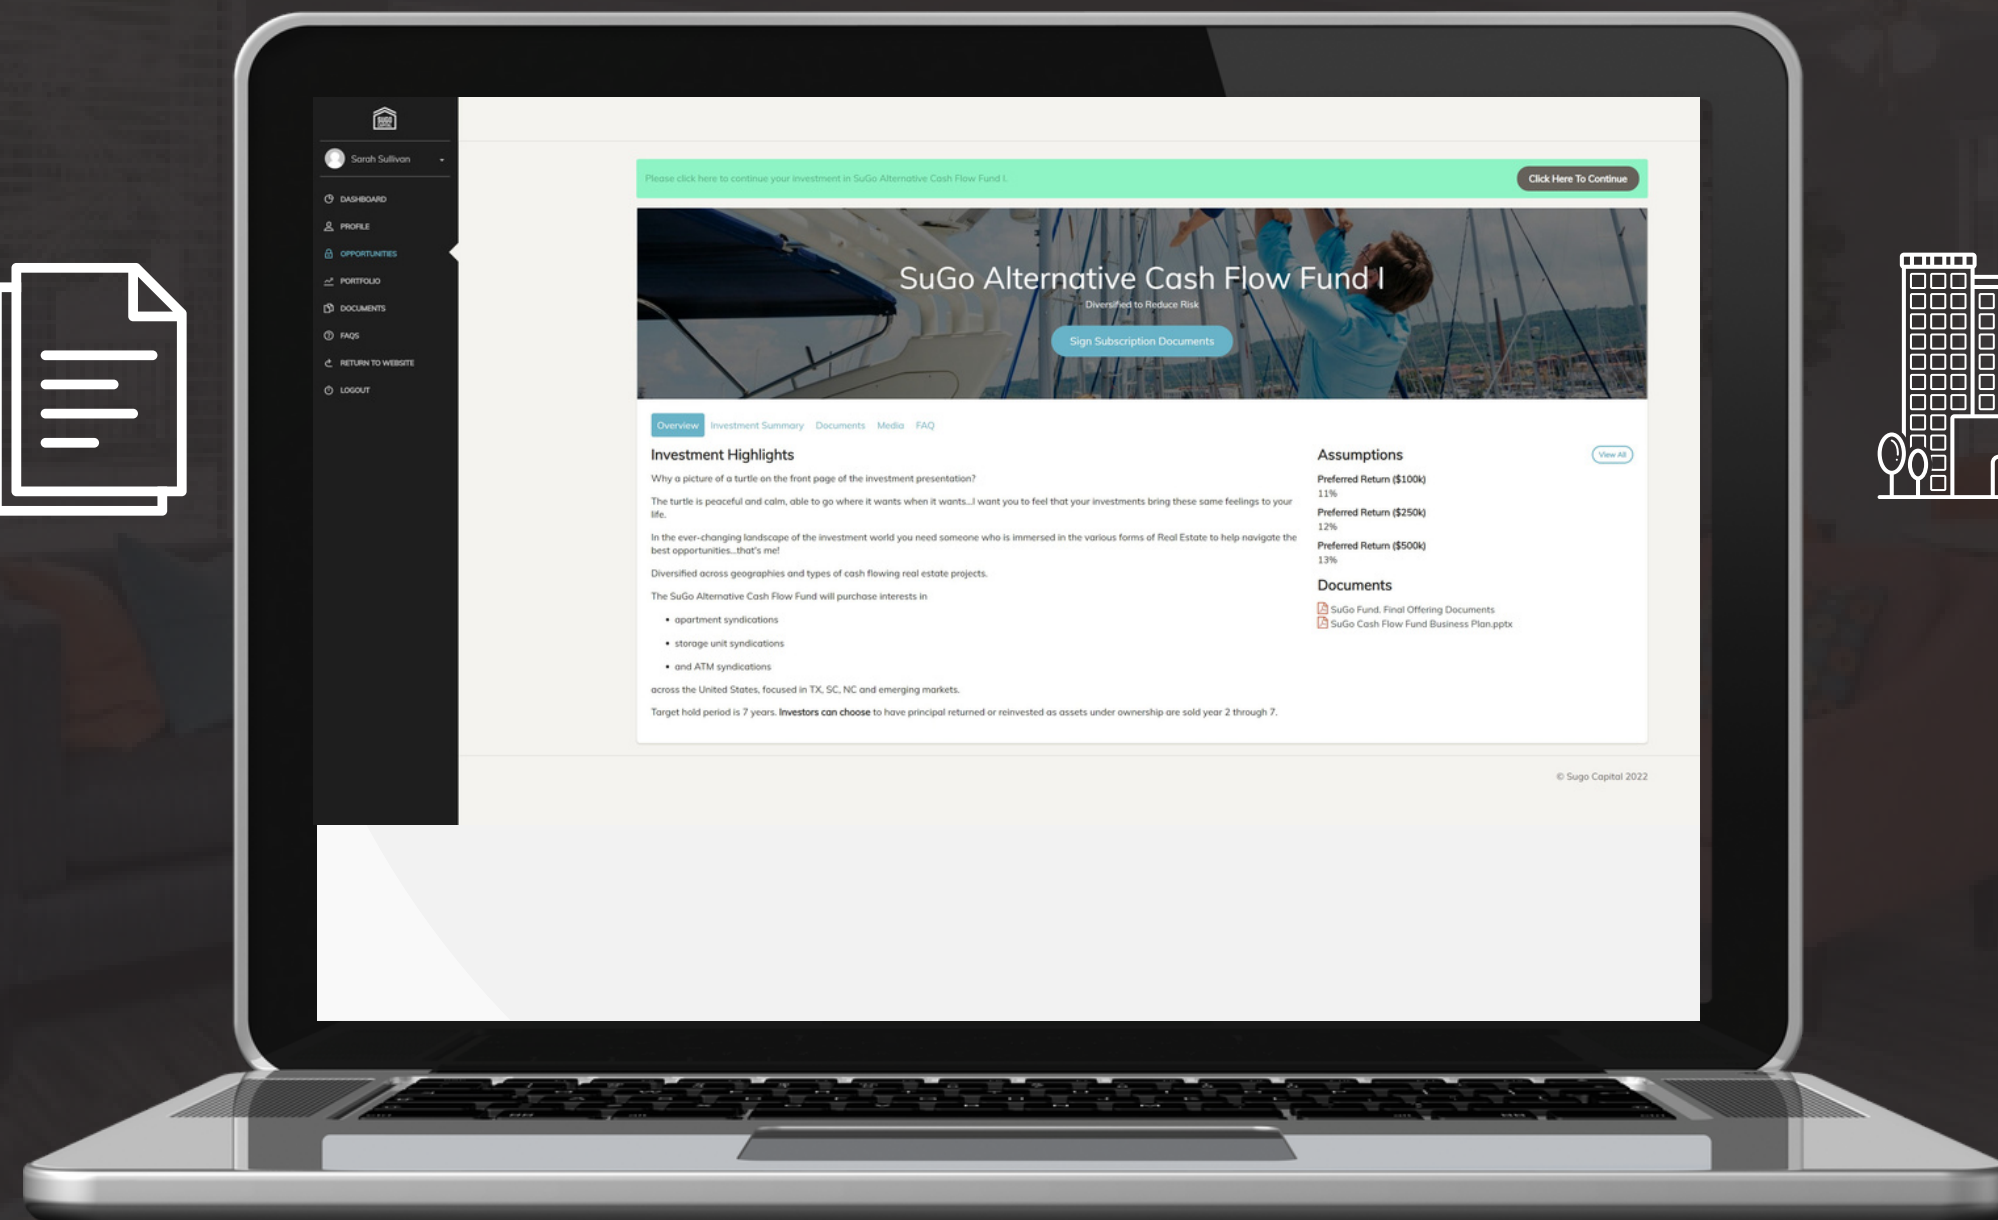 SUGO
CAPITAL
Sarah Sullivan
DASHBOARD
PROFILE
OPPORTUNITIES
PORTFOLIO
DOCUMENTS
FAQS
RETURN TO WEBSITE
LOGOUT
Please click here to continue your investment in SuGo Alternative Cash Flow Fund I.
Click Here To Continue
SuGo Alternative Cash Flow Fund I
Diversified to Reduce Risk
Sign Subscription Documents
Overview Investment Summary Documents Media FAQ
Investment Highlights
Why a picture of a turtle on the front page of the investment presentation?
The turtle is peaceful and calm, able to go where it wants when it wants...I want you to feel that your investments bring these same feelings to your
life.
In the ever-changing landscape of the investment world you need someone who is immersed in the various forms of Real Estate to help navigate the
best opportunities...that's me!
Diversified across geographies and types of cash flowing real estate projects.
The SuGo Alternative Cash Flow Fund will purchase interests in
• apartment syndications
• storage unit syndications
• and ATM syndications
across the United States, focused in TX, SC, NC and emerging markets.
Target hold period is 7 years. Investors can choose to have principal returned or reinvested as assets under ownership are sold year 2 through 7.
Assumptions
View All
Preferred Return ($100k)
11%
Preferred Return ($250k)
12%
Preferred Return ($500k)
13%
Documents
SuGo Fund. Final Offering Documents
SuGo Cash Flow Fund Business Plan.pptx
© Sugo Capital 2022